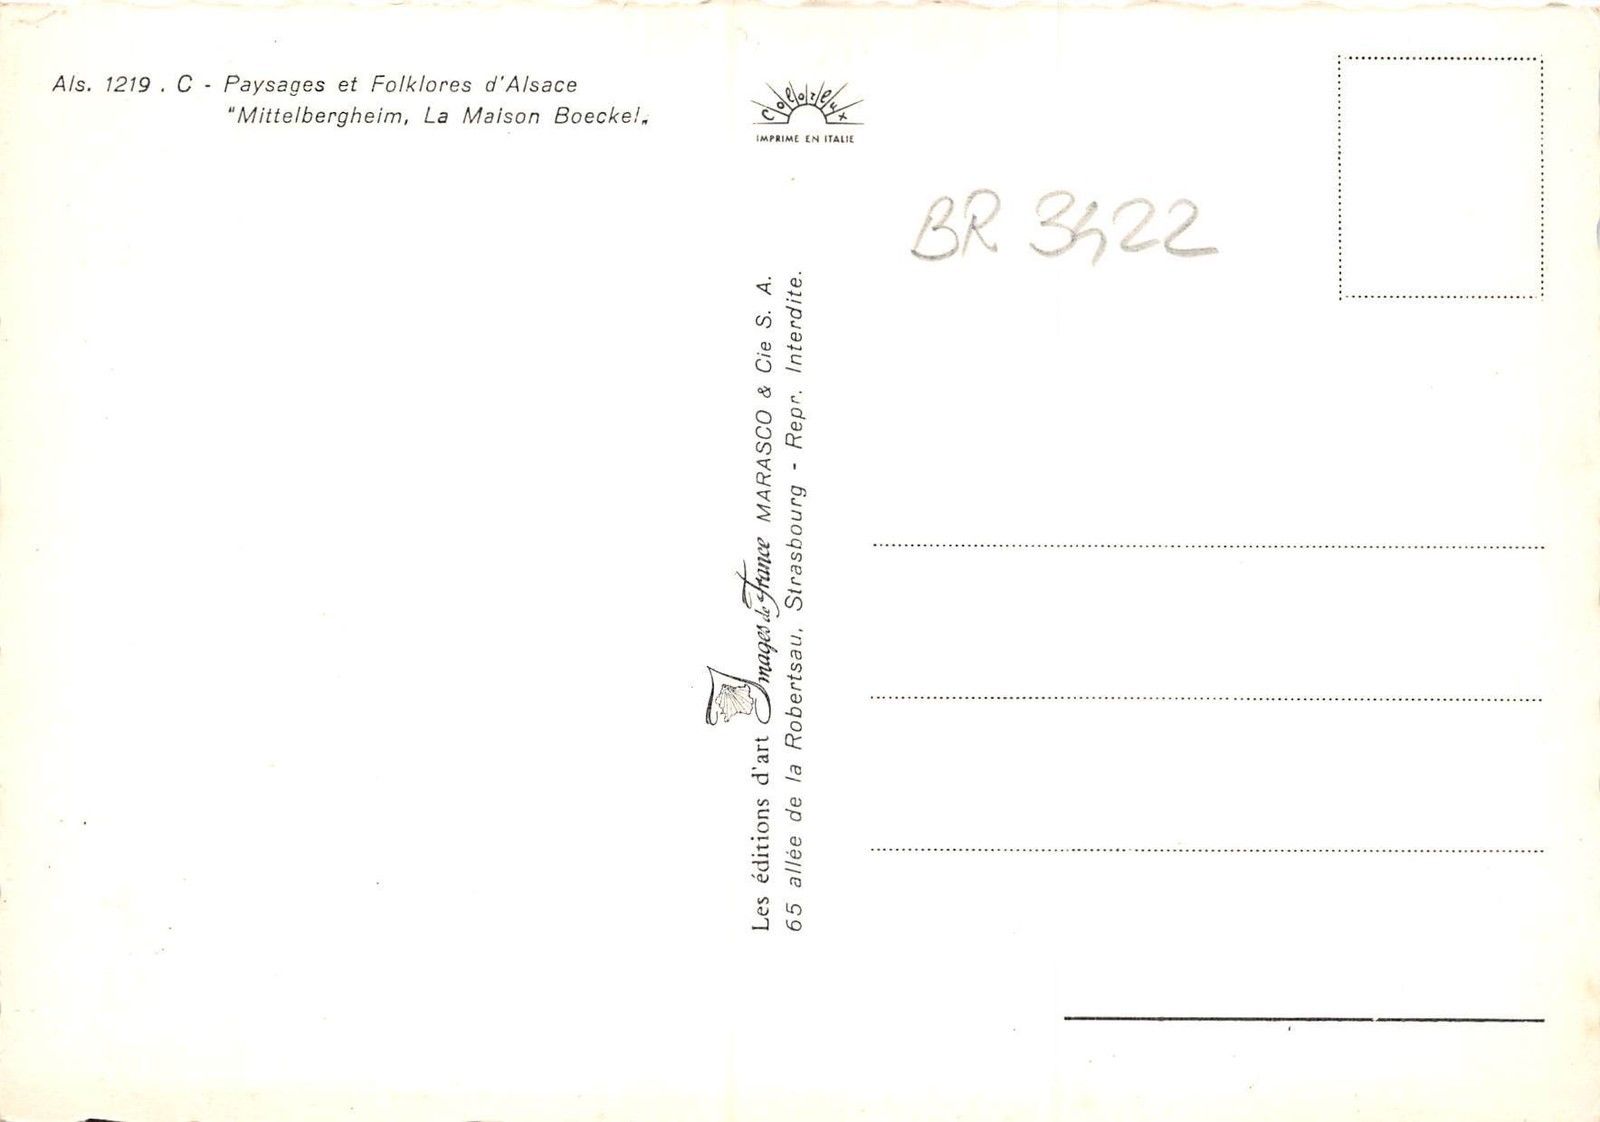 Als. 1219 . C - Paysages et Folklores d'Alsace
"Mittelbergheim, La Maison Boeckel„
Colorlux
IMPRIME EN ITALIE
BR 3422
Les éditions d'art Images de France MARASCO & Cie S. A.
65 allée de la Robertsau, Strasbourg - Repr. Interdite.